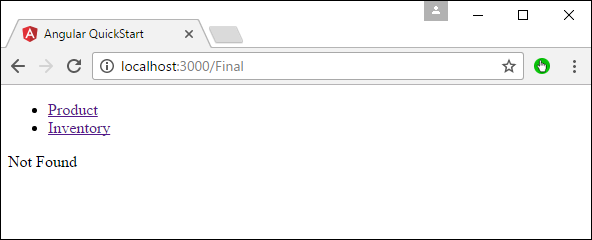 Angular QuickStart
localhost:3000/Final
Product
Inventory
Not Found